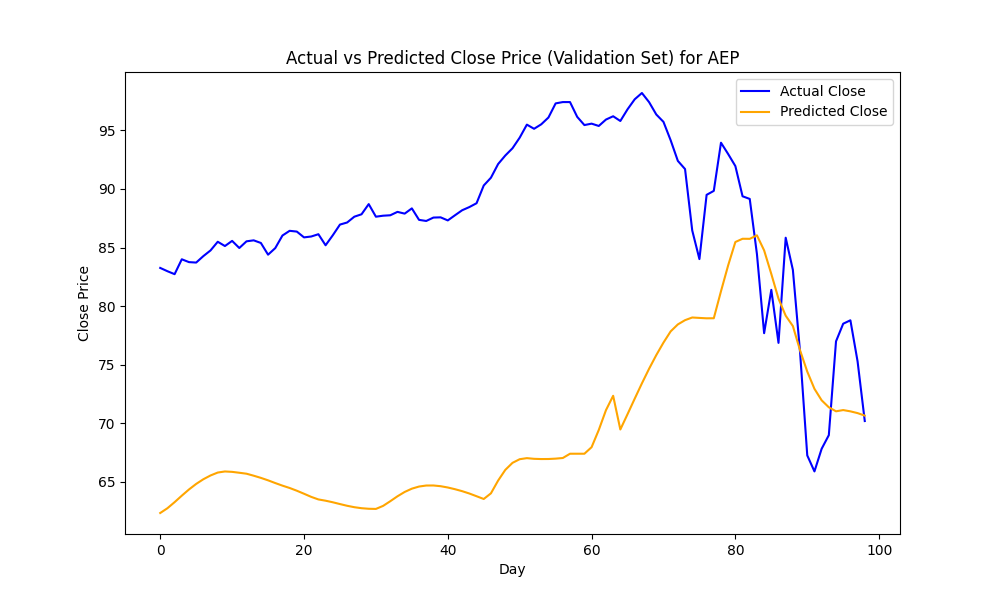 Actual vs Predicted Close Price (Validation Set) for AEP
Actual Close
Predicted Close
Close Price
95
90
85
80
75
70
65
0 20 40 60 80 100
Day